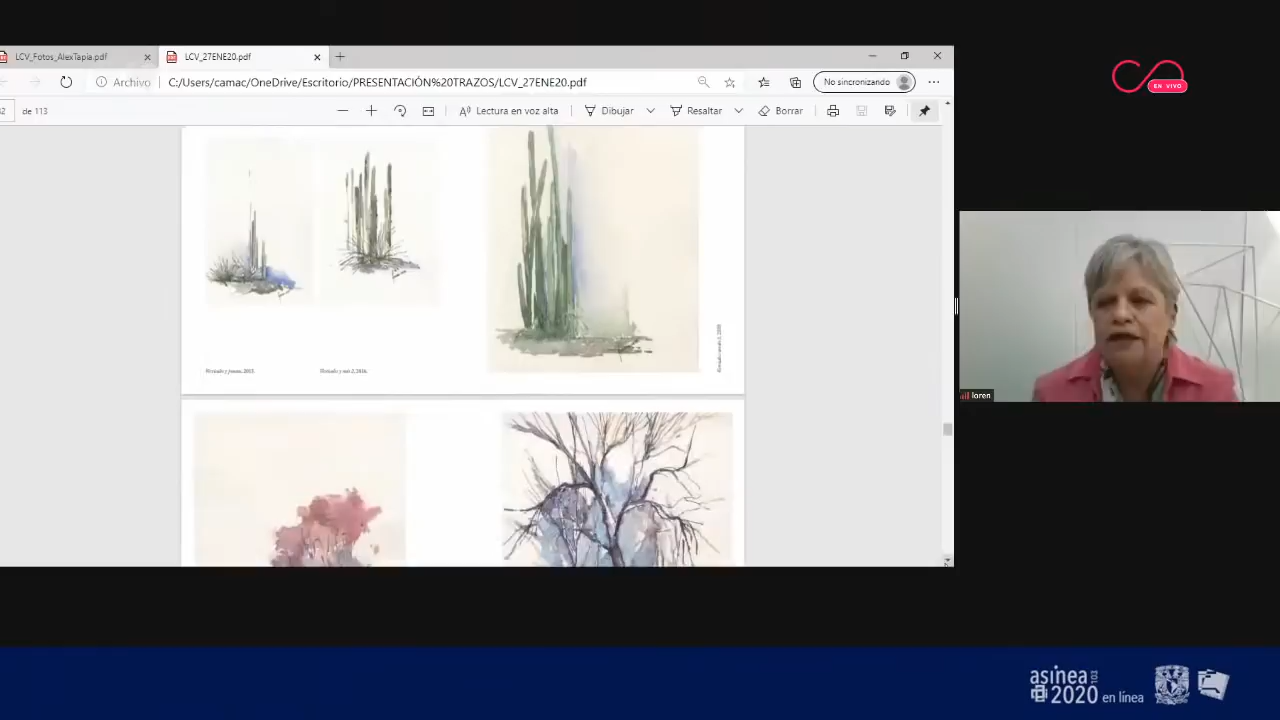 LCV_Fotos_AlexTapia.pdf
LCV_27ENE20.pdf
Archivo
C:/Users/camac/OneDrive/Escritorio/PRESENTACIÓN%20TRAZOS/LCV_27ENE20.pdf
No sincronizando
de 113
Lectura en voz alta
Dibujar
Resaltar
Borrar
EN VIVO
loren
asinea
103
2020 en línea